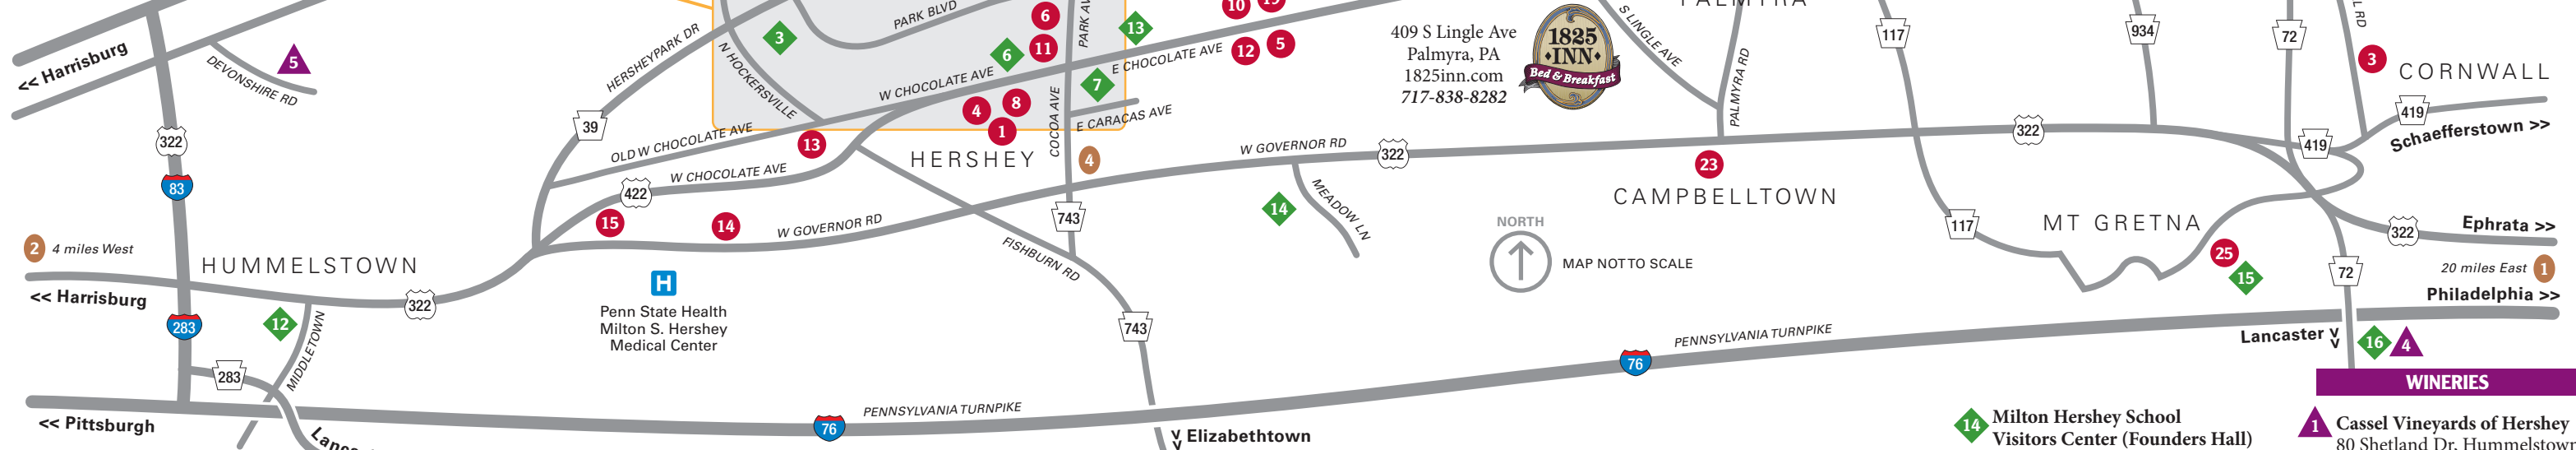 << Harrisburg
DEVONSHIRE RD
5
322
83
2 4 miles West
HUMMELSTOWN
<< Harrisburg
322
283
12
MIDDLETOWN
283
<< Pittsburgh
HERSHEYPARK DR
39
N HOCKERSVILLE
3
PARK BLVD
6
11
6
13
7
W CHOCOLATE AVE
E CHOCOLATE AVE
4
8
1
E CARACAS AVE
COCOA AVE
OLD W CHOCOLATE AVE
13
HERSHEY
4
W CHOCOLATE AVE
422
15
14
W GOVERNOR RD
743
FISHBURN RD
H
Penn State Health
Milton S. Hershey
Medical Center
743
PENNSYLVANIA TURNPIKE
76
Elizabethtown
10
12
5
409 S Lingle Ave
Palmyra, PA
1825inn.com
717-838-8282
1825
INN
Bed & Breakfast
S LINGLE AVE
PALMYRA RD
W GOVERNOR RD
322
14
MEADOW LN
23
CAMPBELLTOWN
NORTH
MAP NOT TO SCALE
PENNSYLVANIA TURNPIKE
76
117
934
72
3
CORNWALL
419
Schaefferstown >>
322
419
117
MT GRETNA
25
15
Ephrata >>
322
20 miles East 1
72
Philadelphia >>
Lancaster
16
4
WINERIES
14 Milton Hershey School
Visitors Center (Founders Hall)
1 Cassel Vineyards of Hershey
80 Shetland Dr, Hummelstown